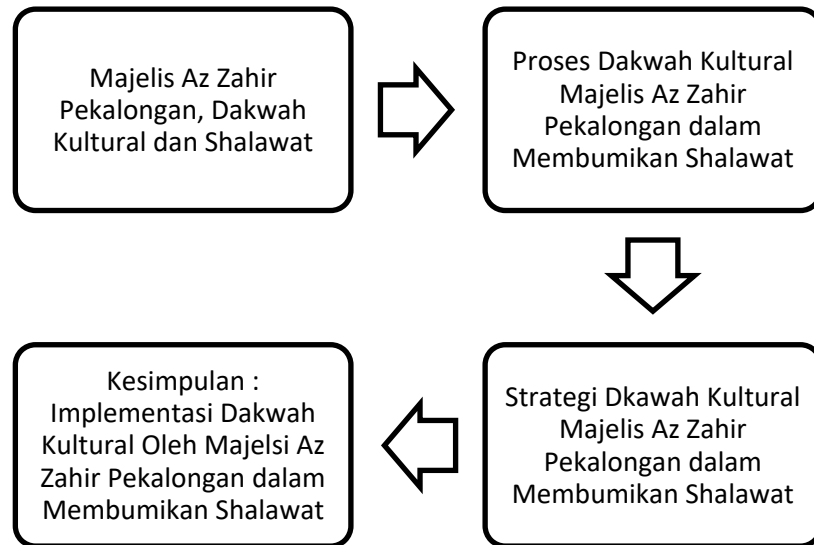 Majelis Az Zahir
Pekalongan, Dakwah
Kultural dan Shalawat
Proses Dakwah Kultural
Majelis Az Zahir
Pekalongan dalam
Membumikan Shalawat
Strategi Dkawah Kultural
Majelis Az Zahir
Pekalongan dalam
Membumikan Shalawat
Kesimpulan :
Implementasi Dakwah
Kultural Oleh Majelsi Az
Zahir Pekalongan dalam
Membumikan Shalawat